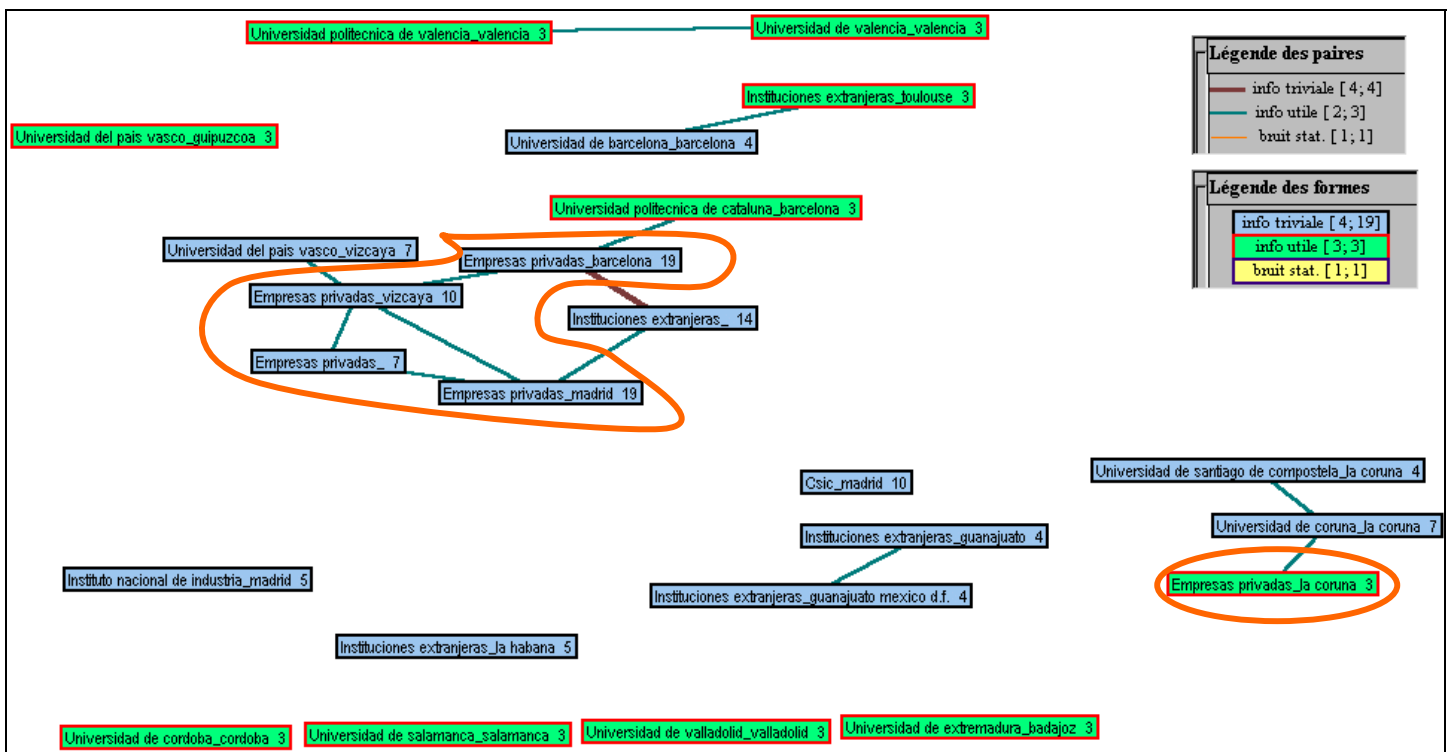 Universidad politecnica de valencia_valencia 3
Universidad de valencia_valencia 3
Légende des paires
info triviale [4; 4]
info utile [2; 3]
bruit stat. [1; 1]
Instituciones extranjeras_toulouse 3
Universidad del pais vasco_guipuzcoa 3
Universidad de barcelona_barcelona 4
Légende des formes
info triviale [4; 19]
info utile [3; 3]
bruit stat. [1; 1]
Universidad politecnica de cataluna_barcelona 3
Universidad del pais vasco_vizcaya 7
Empresas privadas_barcelona 19
Empresas privadas_vizcaya 10
Instituciones extranjeras_ 14
Empresas privadas_ 7
Empresas privadas_madrid 19
Universidad de santiago de compostela_la coruna 4
Csic_madrid 10
Universidad de coruna_la coruna 7
Instituciones extranjeras_guanajuato 4
Instituto nacional de industria_madrid 5
Empresas privadas_la coruna 3
Instituciones extranjeras_guanajuato mexico d.f. 4
Instituciones extranjeras_la habana 5
Universidad de cordoba_cordoba 3
Universidad de salamanca_salamanca 3
Universidad de valladolid_valladolid 3
Universidad de extremadura_badajoz 3